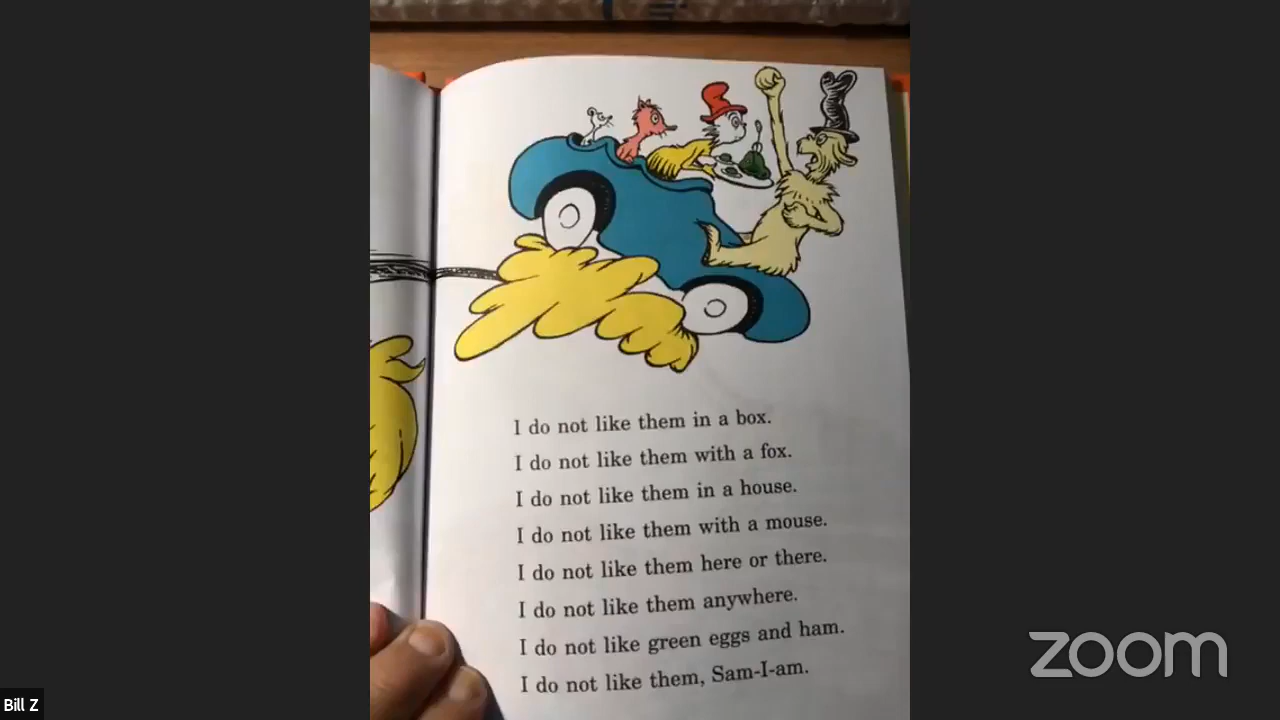 I do not like them in a box.
I do not like them with a fox.
I do not like them in a house.
I do not like them with a mouse.
I do not like them here or there.
I do not like them anywhere.
I do not like green eggs and ham.
I do not like them, Sam-I-am.
zoom
Bill Z